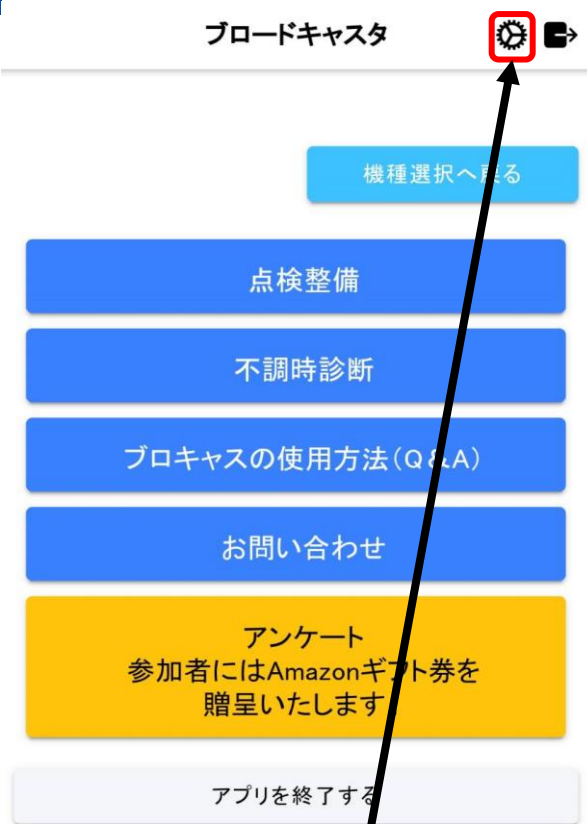 ブロードキャスタ
機種選択へ戻る
点検整備
不調時診断
ブロキャスの使用方法(Q&A)
お問い合わせ
アンケート
参加者にはAmazonギフト券を
贈呈いたします
アプリを終了する